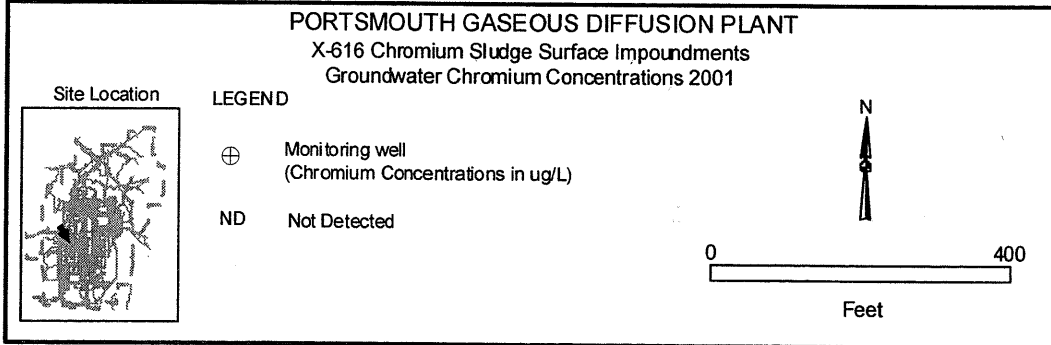 PORTSMOUTH GASEOUS DIFFUSION PLANT
X-616 Chromium Sludge Surface Impoundments
Groundwater Chromium Concentrations 2001
Site Location
LEGEND
Monitoring well
(Chromium Concentrations in ug/L)
ND Not Detected
N
0 400
Feet